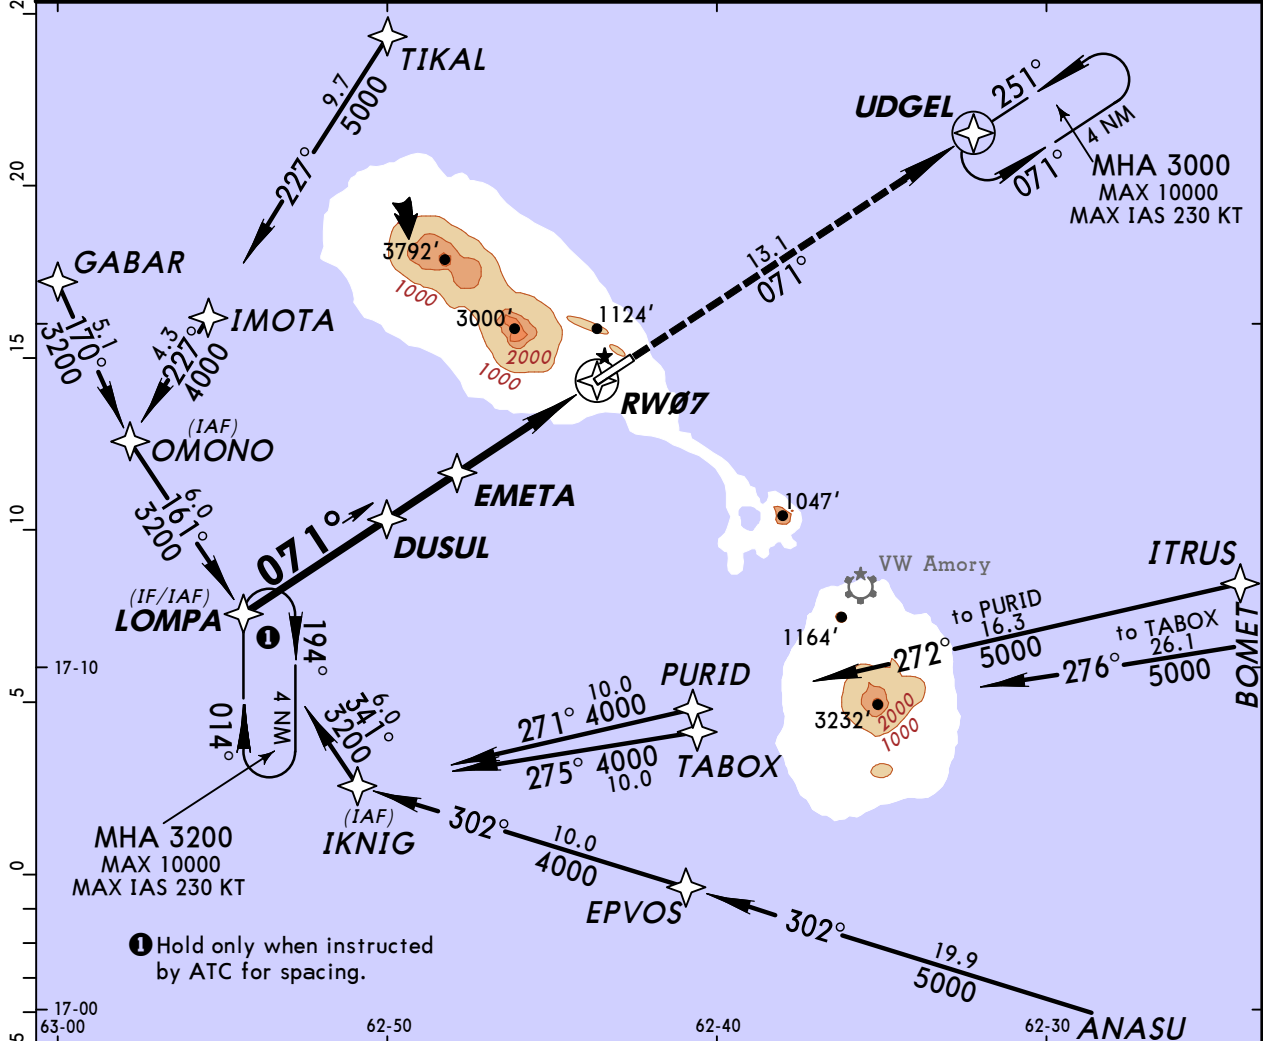 25
TIKAL
9.7
5000
227°
UDGEL
251°
4 NM
071°
MHA 3000
MAX 10000
MAX IAS 230 KT
20
GABAR
5.1
170°
3200
IMOTA
4.3
227°
4000
3792'
1000
3000'
2000
1000
1124'
13.1
071°
15
RWØ7
(IAF)
OMONO
6.0
161°
3200
EMETA
071°
DUSUL
10
1047'
VW Amory
1164'
ITRUS
to PURID
16.3
272°
5000
to TABOX
26.1
276°
5000
BOMET
(IF/IAF)
LOMPA
1
194°
014°
4 NM
17-10
5
6.0
341°
3200
PURID
10.0
271° 4000
275° 4000
10.0
TABOX
3232'
2000
1000
(IAF)
IKNIG
MHA 3200
MAX 10000
MAX IAS 230 KT
302°
10.0
4000
0
EPVOS
302°
19.9
5000
1 Hold only when instructed
by ATC for spacing.
17-00
5
63-00
62-50
62-40
62-30
ANASU